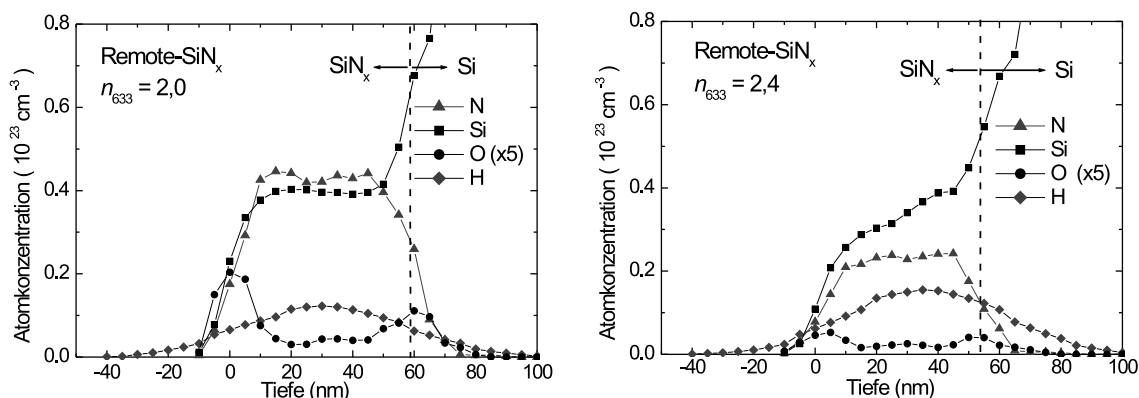 Atomkonzentration ( 10 ²³ cm⁻³)
0.8
0.6
0.4
0.2
0.0
Remote-SiNₓ
n₆₃₃ = 2,0
SiNₓ
Si
N
Si
O (x5)
H
-40 -20 0 20 40 60 80 100
Tiefe (nm)
Atomkonzentration ( 10 ²³ cm⁻³)
0.8
0.6
0.4
0.2
0.0
Remote-SiNₓ
n₆₃₃ = 2,4
SiNₓ
Si
N
Si
O (x5)
H
-40 -20 0 20 40 60 80 100
Tiefe (nm)